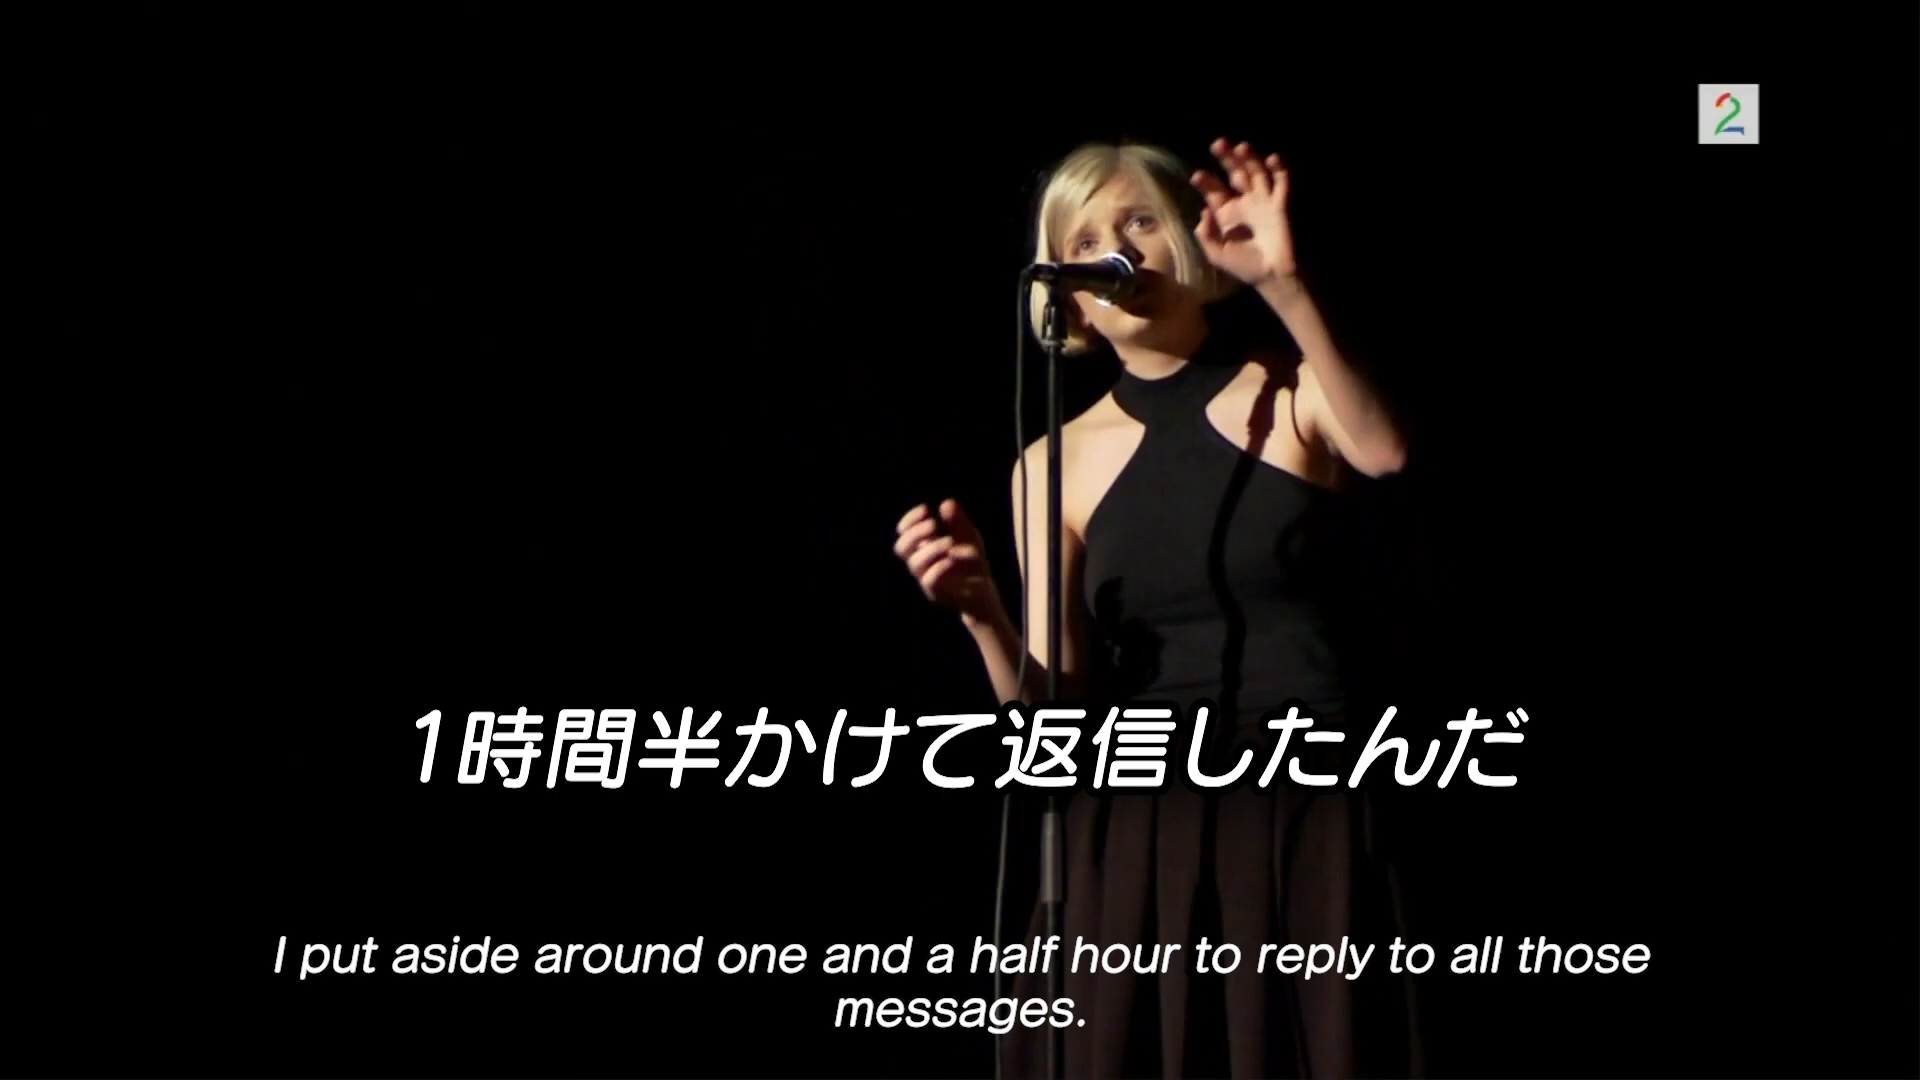 2
1時間半かけて返信したんだ
I put aside around one and a half hour to reply to all those
messages.